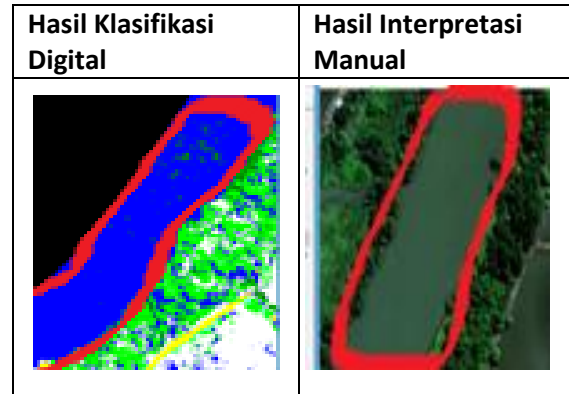 Hasil Klasifikasi
Digital
Hasil Interpretasi
Manual